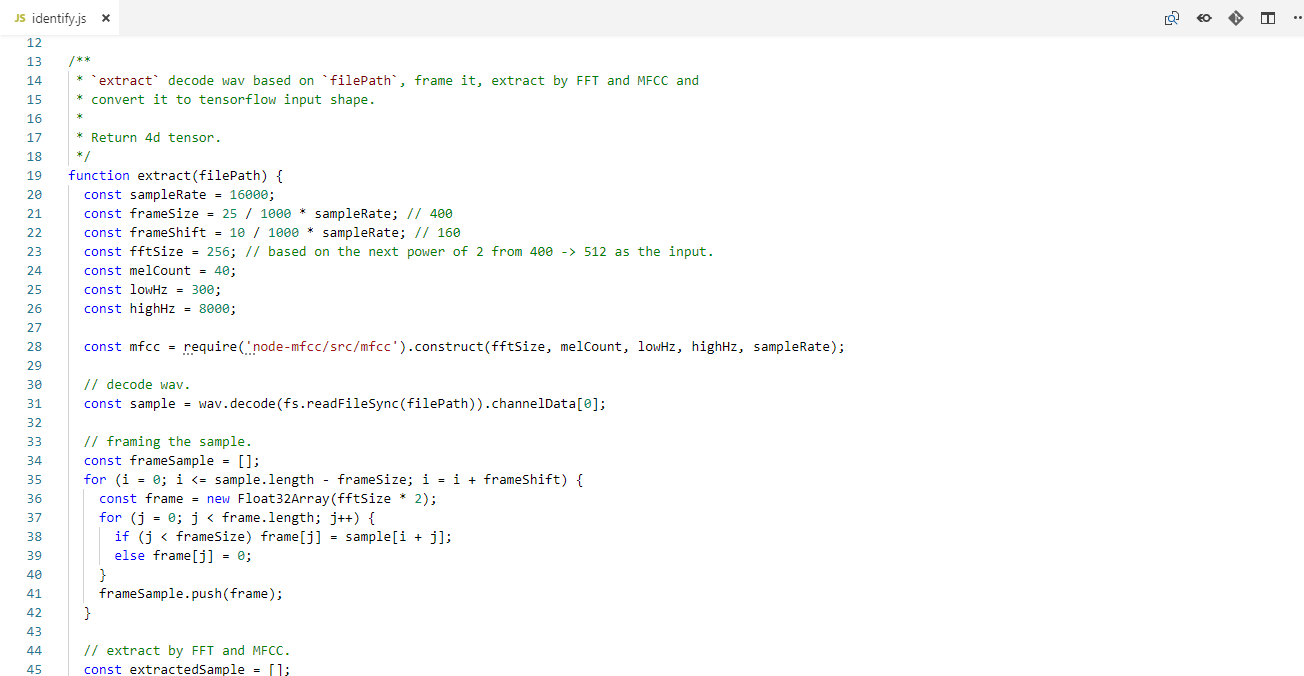 JS identify.js ×
12
13 /**
14  * `extract` decode wav based on `filePath`, frame it, extract by FFT and MFCC and
15  * convert it to tensorflow input shape.
16  *
17  * Return 4d tensor.
18  */
19 function extract(filePath) {
20   const sampleRate = 16000;
21   const frameSize = 25 / 1000 * sampleRate; // 400
22   const frameShift = 10 / 1000 * sampleRate; // 160
23   const fftSize = 256; // based on the next power of 2 from 400 -> 512 as the input.
24   const melCount = 40;
25   const lowHz = 300;
26   const highHz = 8000;
27
28   const mfcc = require('node-mfcc/src/mfcc').construct(fftSize, melCount, lowHz, highHz, sampleRate);
29
30   // decode wav.
31   const sample = wav.decode(fs.readFileSync(filePath)).channelData[0];
32
33   // framing the sample.
34   const frameSample = [];
35   for (i = 0; i <= sample.length - frameSize; i = i + frameShift) {
36     const frame = new Float32Array(fftSize * 2);
37     for (j = 0; j < frame.length; j++) {
38       if (j < frameSize) frame[j] = sample[i + j];
39       else frame[j] = 0;
40     }
41     frameSample.push(frame);
42   }
43
44   // extract by FFT and MFCC.
45   const extractedSample = [];